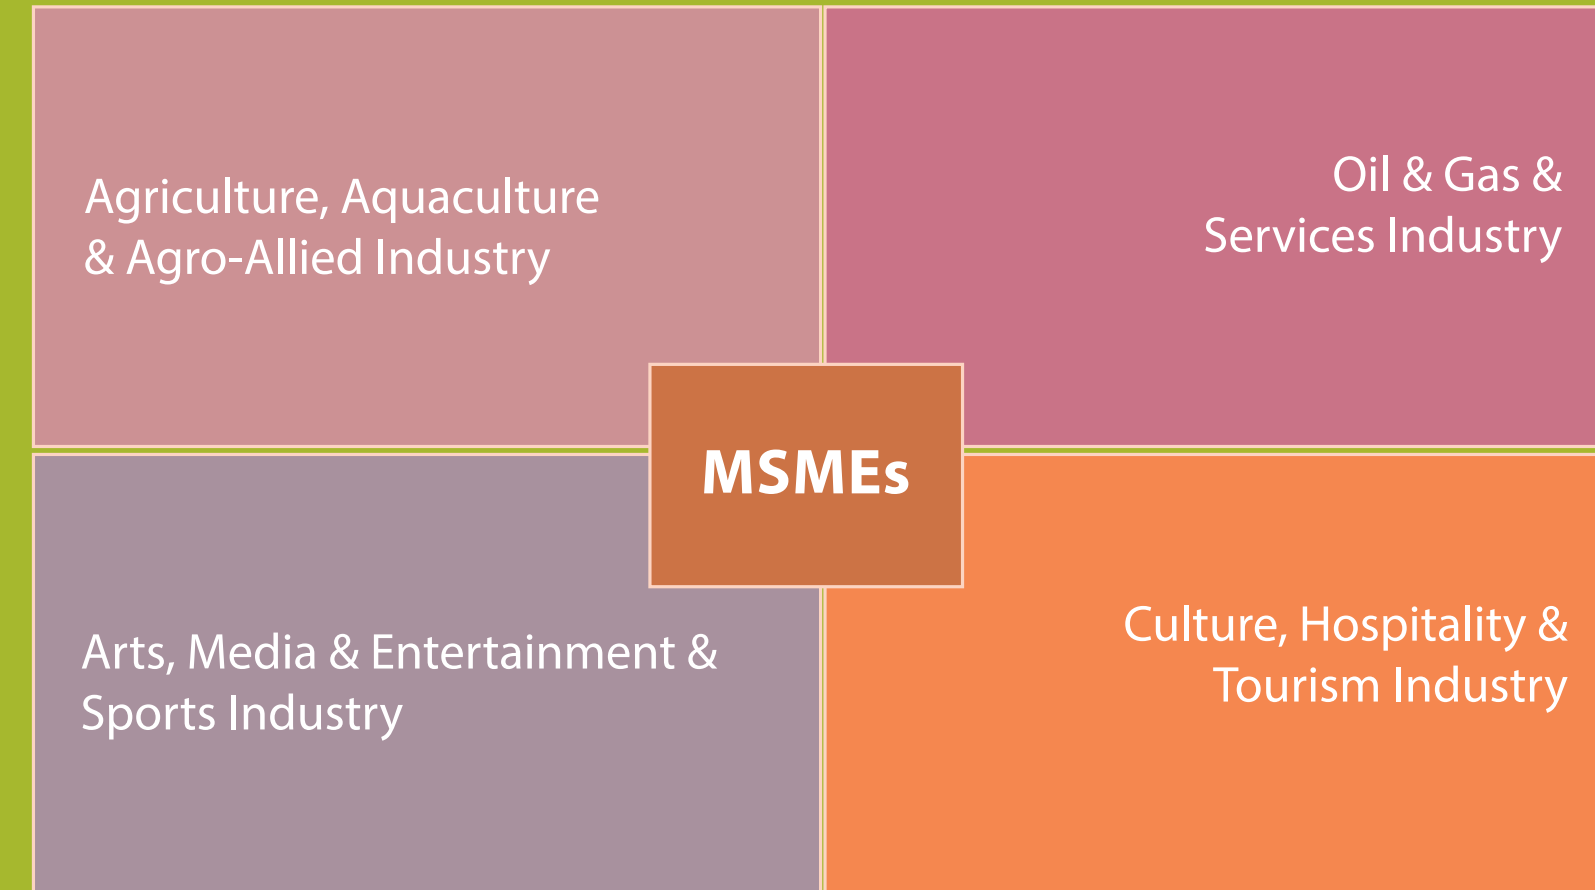 Agriculture, Aquaculture
& Agro-Allied Industry
Oil & Gas &
Services Industry
MSMEs
Arts, Media & Entertainment &
Sports Industry
Culture, Hospitality &
Tourism Industry